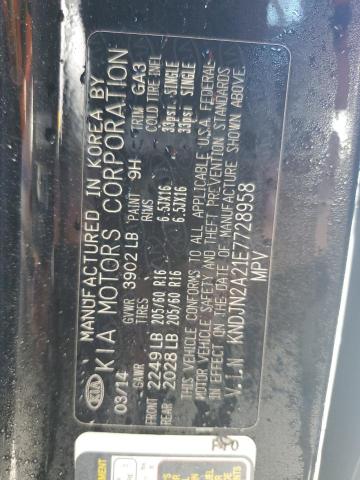 MANUFACTURED IN KOREA BY
KIA KIA MOTORS CORPORATION
03/14 GVWR 3902 LB PAINT 9H TRIM GA3
GAWR TIRES RIMS COLD TIRE INFL
FRONT 2249 LB 205/60 R16 6.5JX16 33psi SINGLE
REAR 2028 LB 205/60 R16 6.5JX16 33psi SINGLE
THIS VEHICLE CONFORMS TO ALL APPLICABLE U.S.A. FEDERAL
MOTOR VEHICLE SAFETY, BUMPER, AND THEFT PREVENTION STANDARDS
IN EFFECT ON THE DATE OF MANUFACTURE SHOWN ABOVE.
V.I.N KNDJN2A21E7728958
MPV